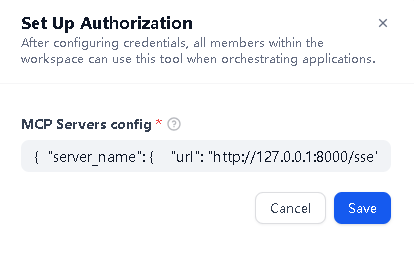 Set Up Authorization
After configuring credentials, all members within the
workspace can use this tool when orchestrating applications.
MCP Servers config *
{ "server_name": { "url": "http://127.0.0.1:8000/sse"
Cancel
Save